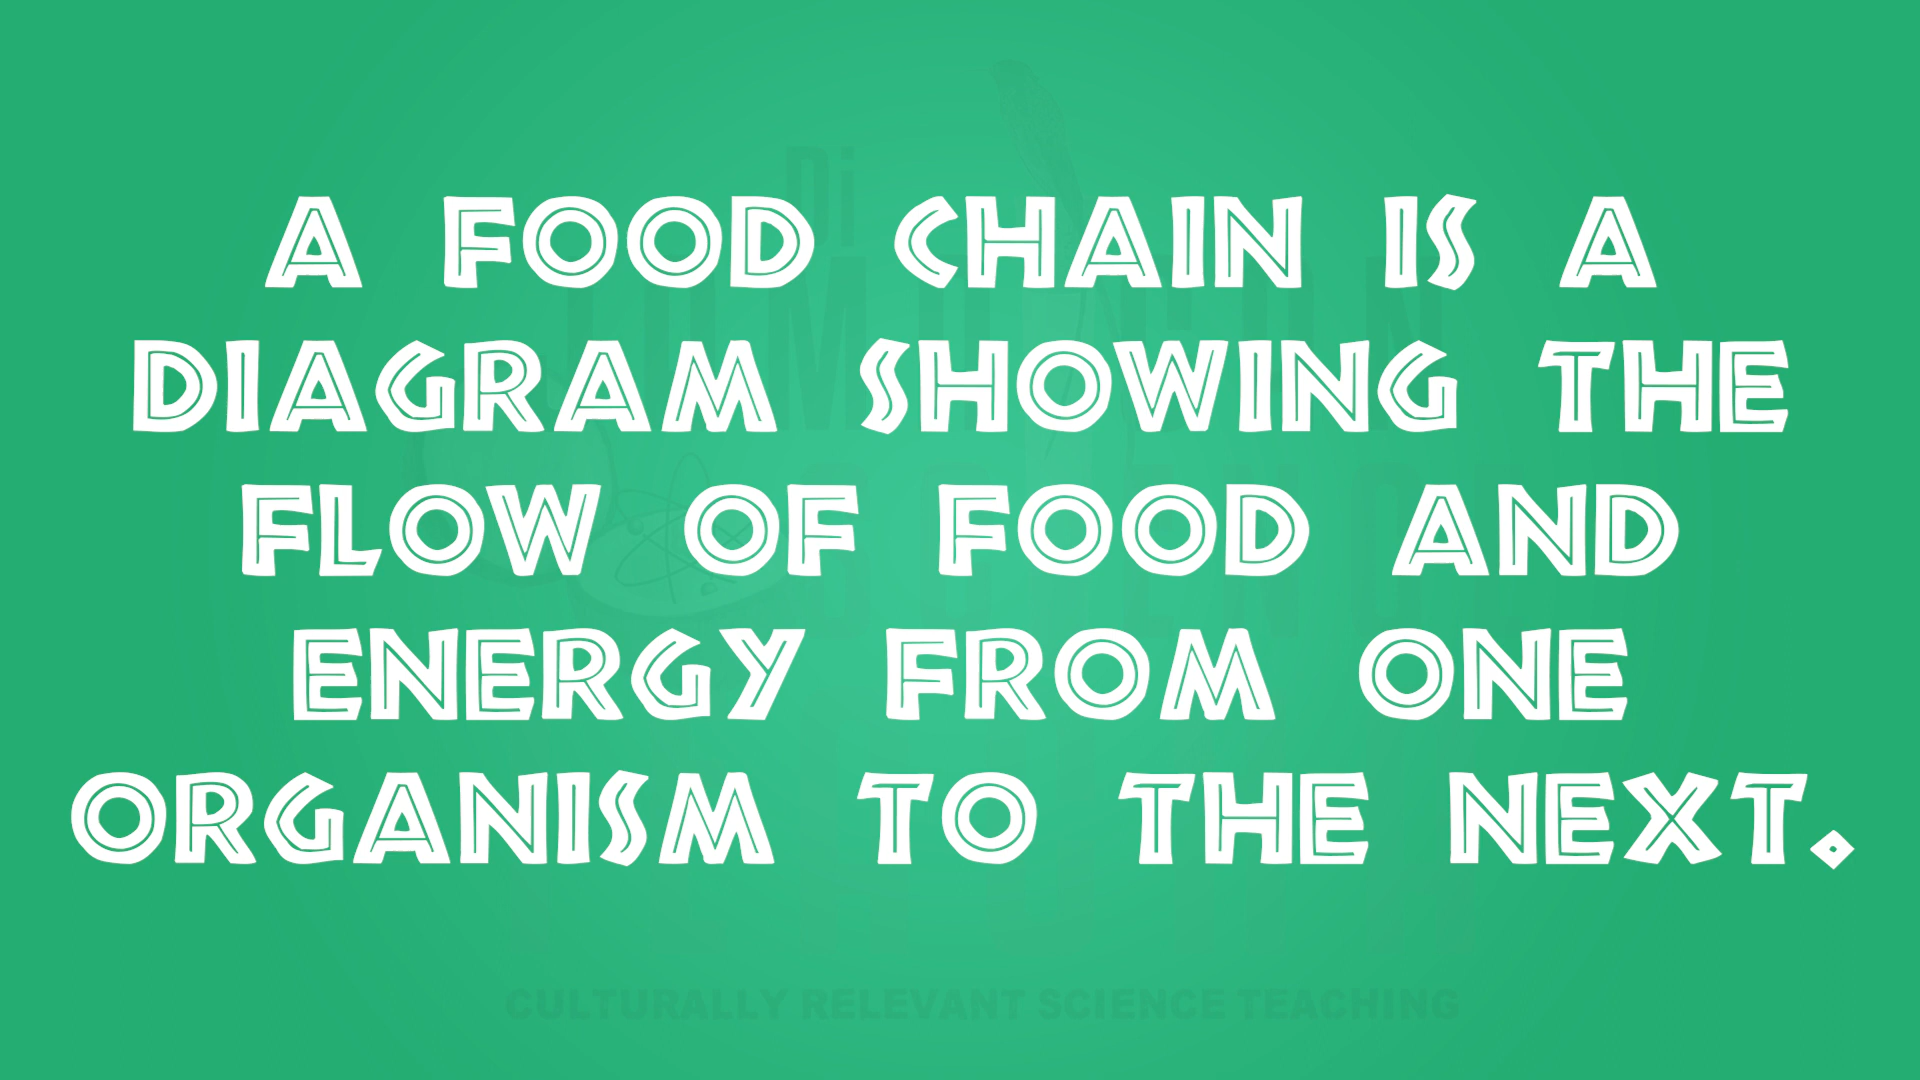 A FOOD CHAIN IS A
DIAGRAM SHOWING THE
FLOW OF FOOD AND
ENERGY FROM ONE
ORGANISM TO THE NEXT.
CULTURALLY RELEVANT SCIENCE TEACHING